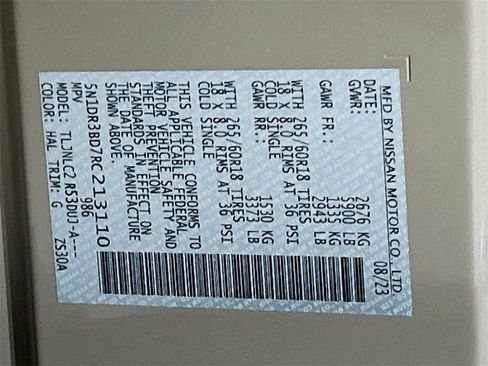 MFD BY NISSAN MOTOR CO., LTD.
DATE: 08/23
GVWR: 2676 KG
5900 LB
GAWR FR.: 1335 KG
2943 LB
WITH 265/60R18 TIRES
18 X 8.0 RIMS AT 36 PSI
COLD SINGLE
GAWR RR.: 1530 KG
3373 LB
WITH 265/60R18 TIRES
18 X 8.0 RIMS AT 36 PSI
COLD SINGLE
THIS VEHICLE CONFORMS TO
ALL APPLICABLE FEDERAL
MOTOR VEHICLE SAFETY AND
THEFT PREVENTION
STANDARDS IN EFFECT ON
THE DATE OF MANUFACTURE
SHOWN ABOVE.
5N1DR3BD7RC213110
MPV 986
MODEL: TLJNLC2 R53DUJ-A---
COLOR: HAL TRIM: G ZS30A